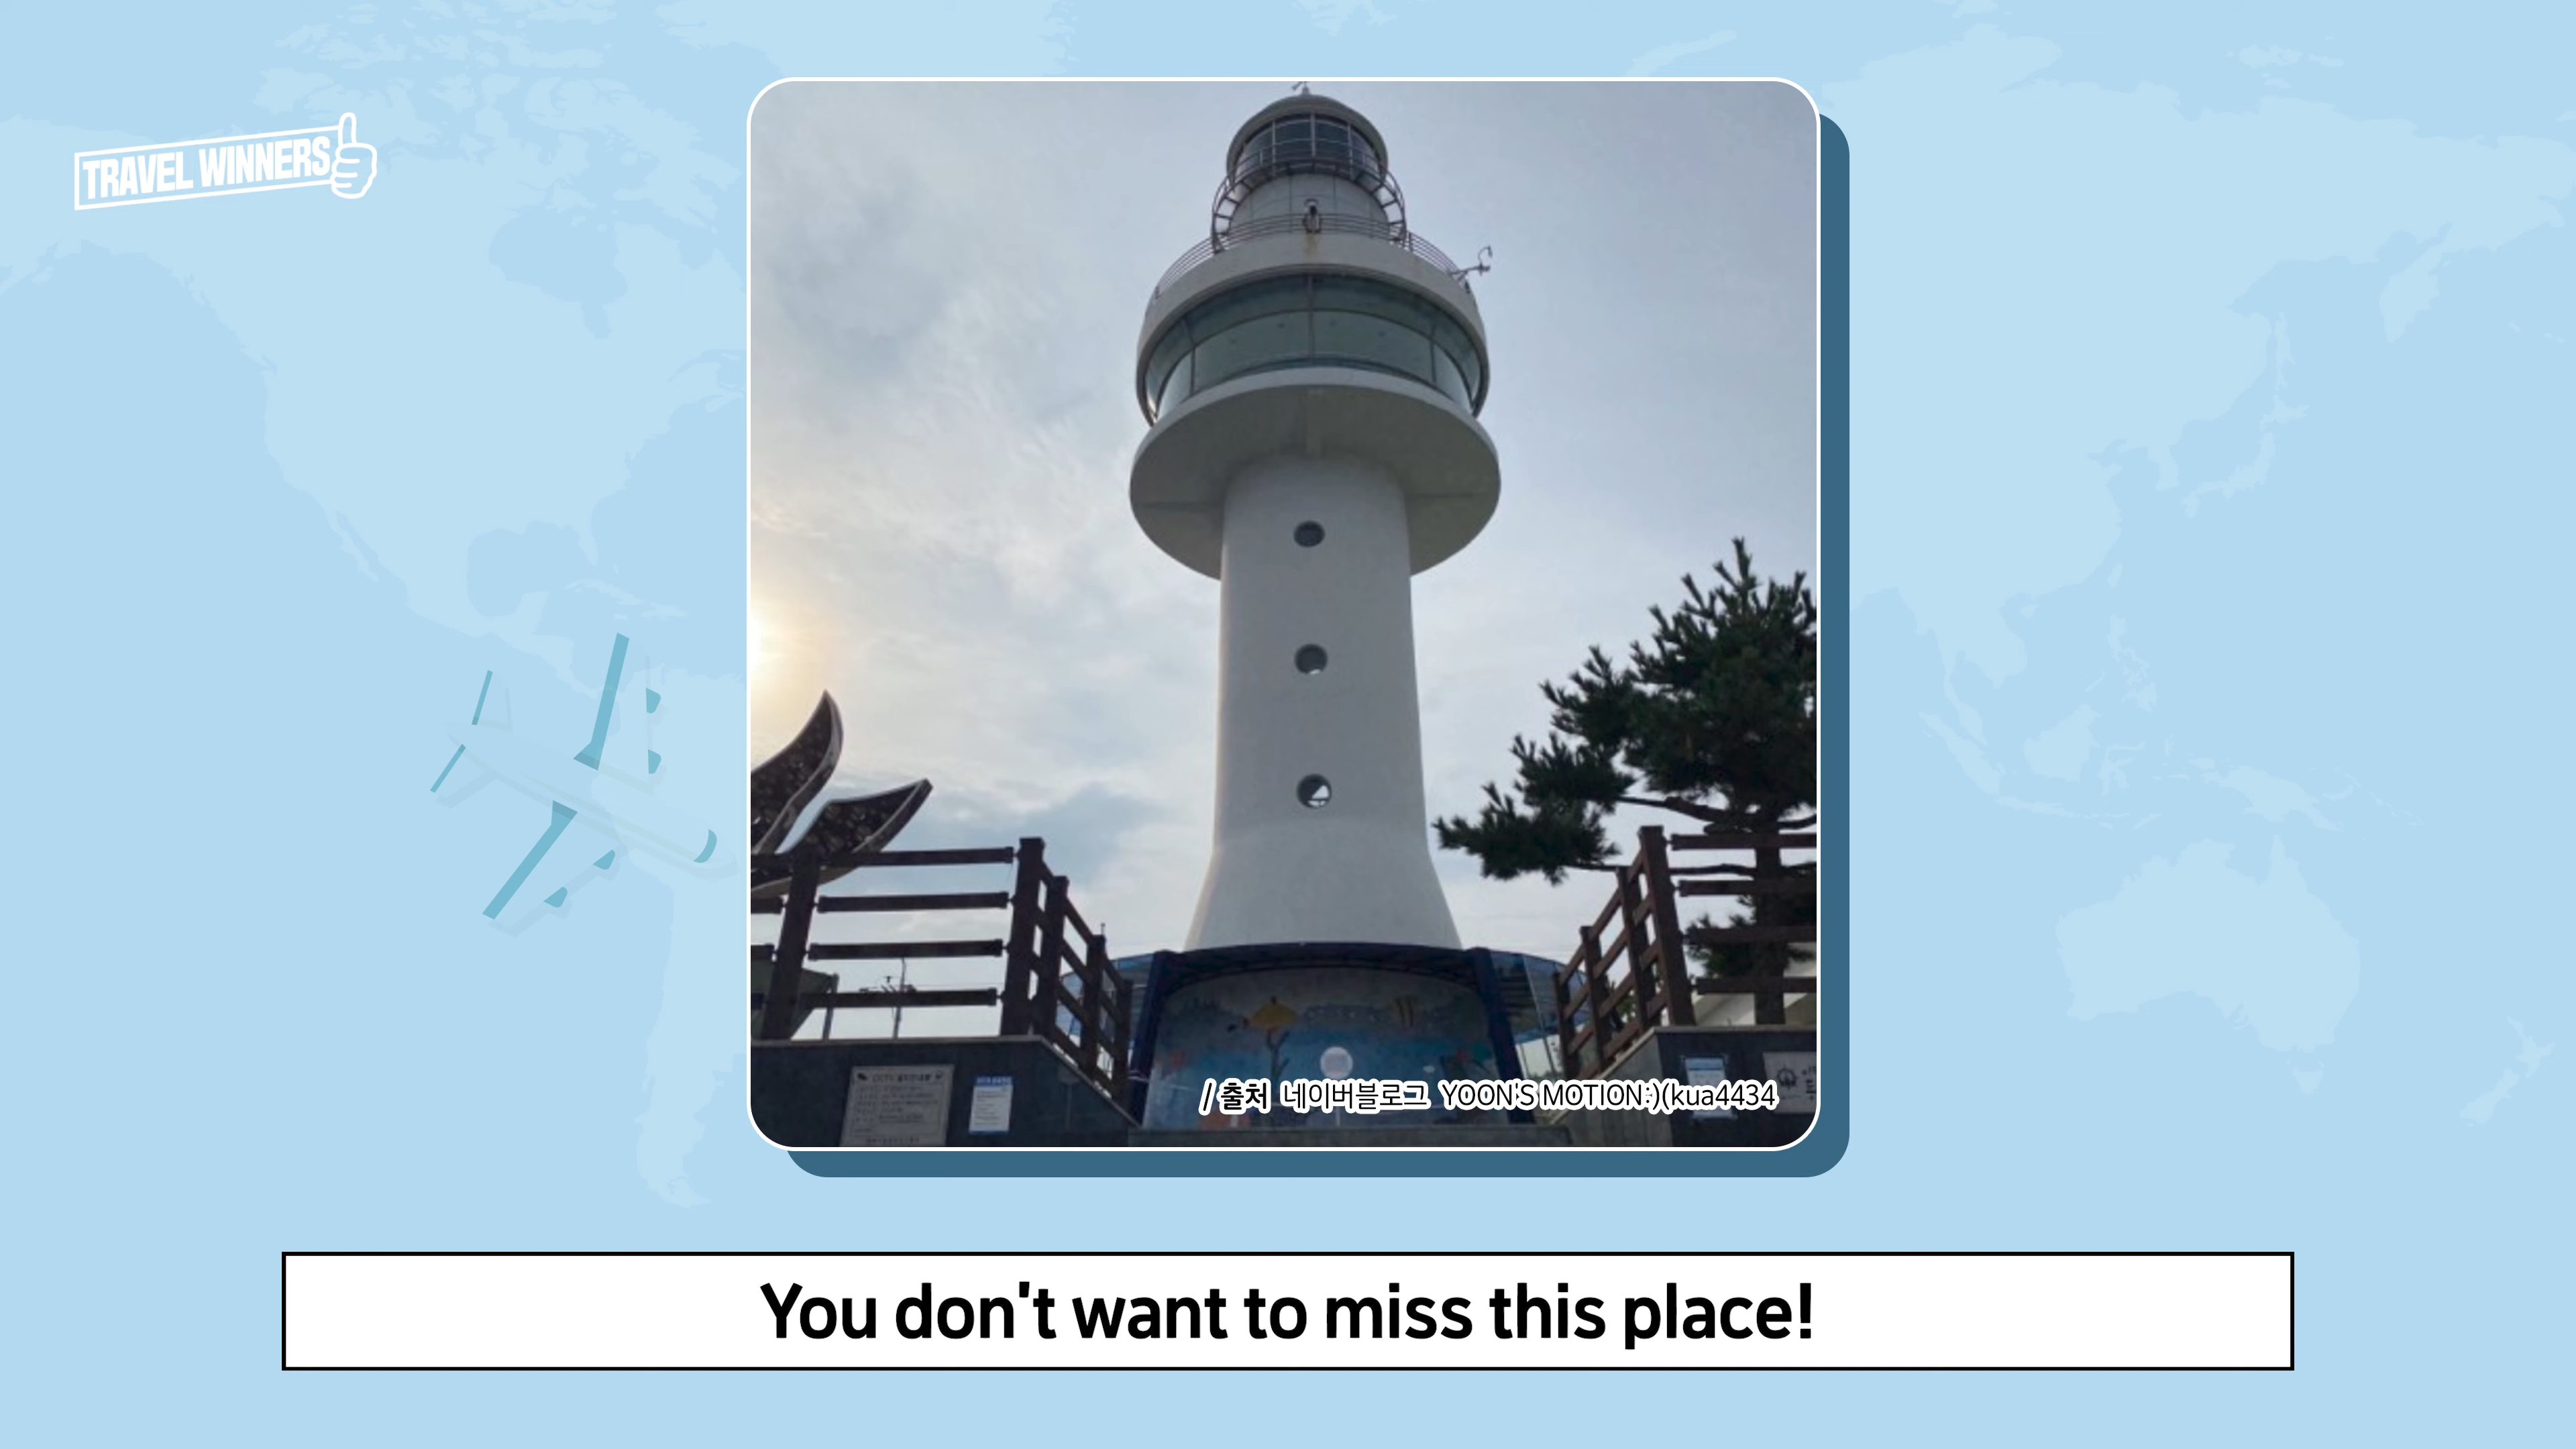 TRAVEL WINNERS
/ 출처 네이버블로그 YOON'S MOTION:)(kua4434
You don't want to miss this place!